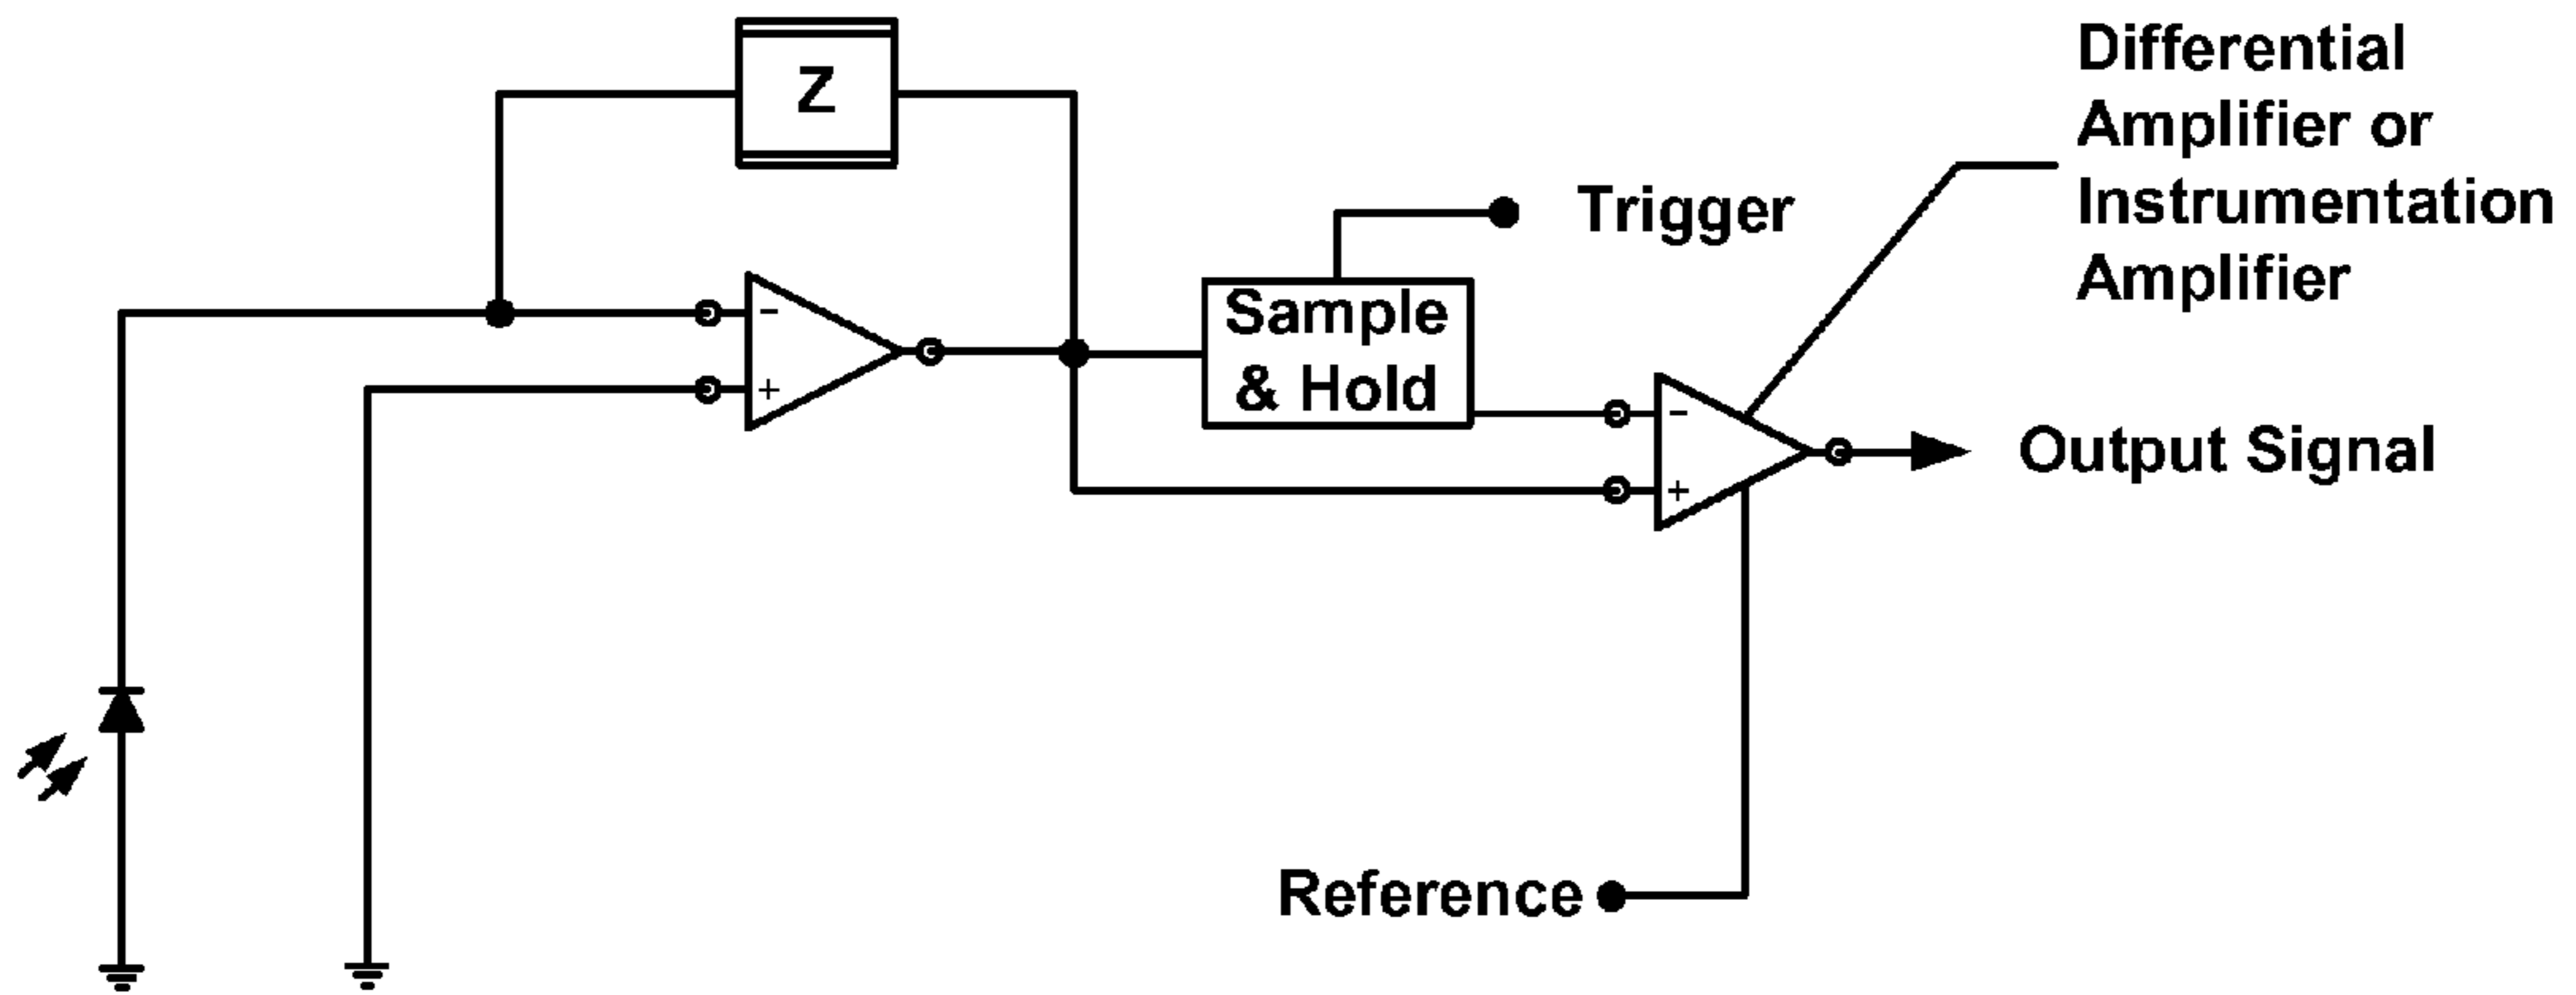 Z
Differential
Amplifier or
Instrumentation
Amplifier
Trigger
Sample
& Hold
-
+
-
+
Output Signal
Reference